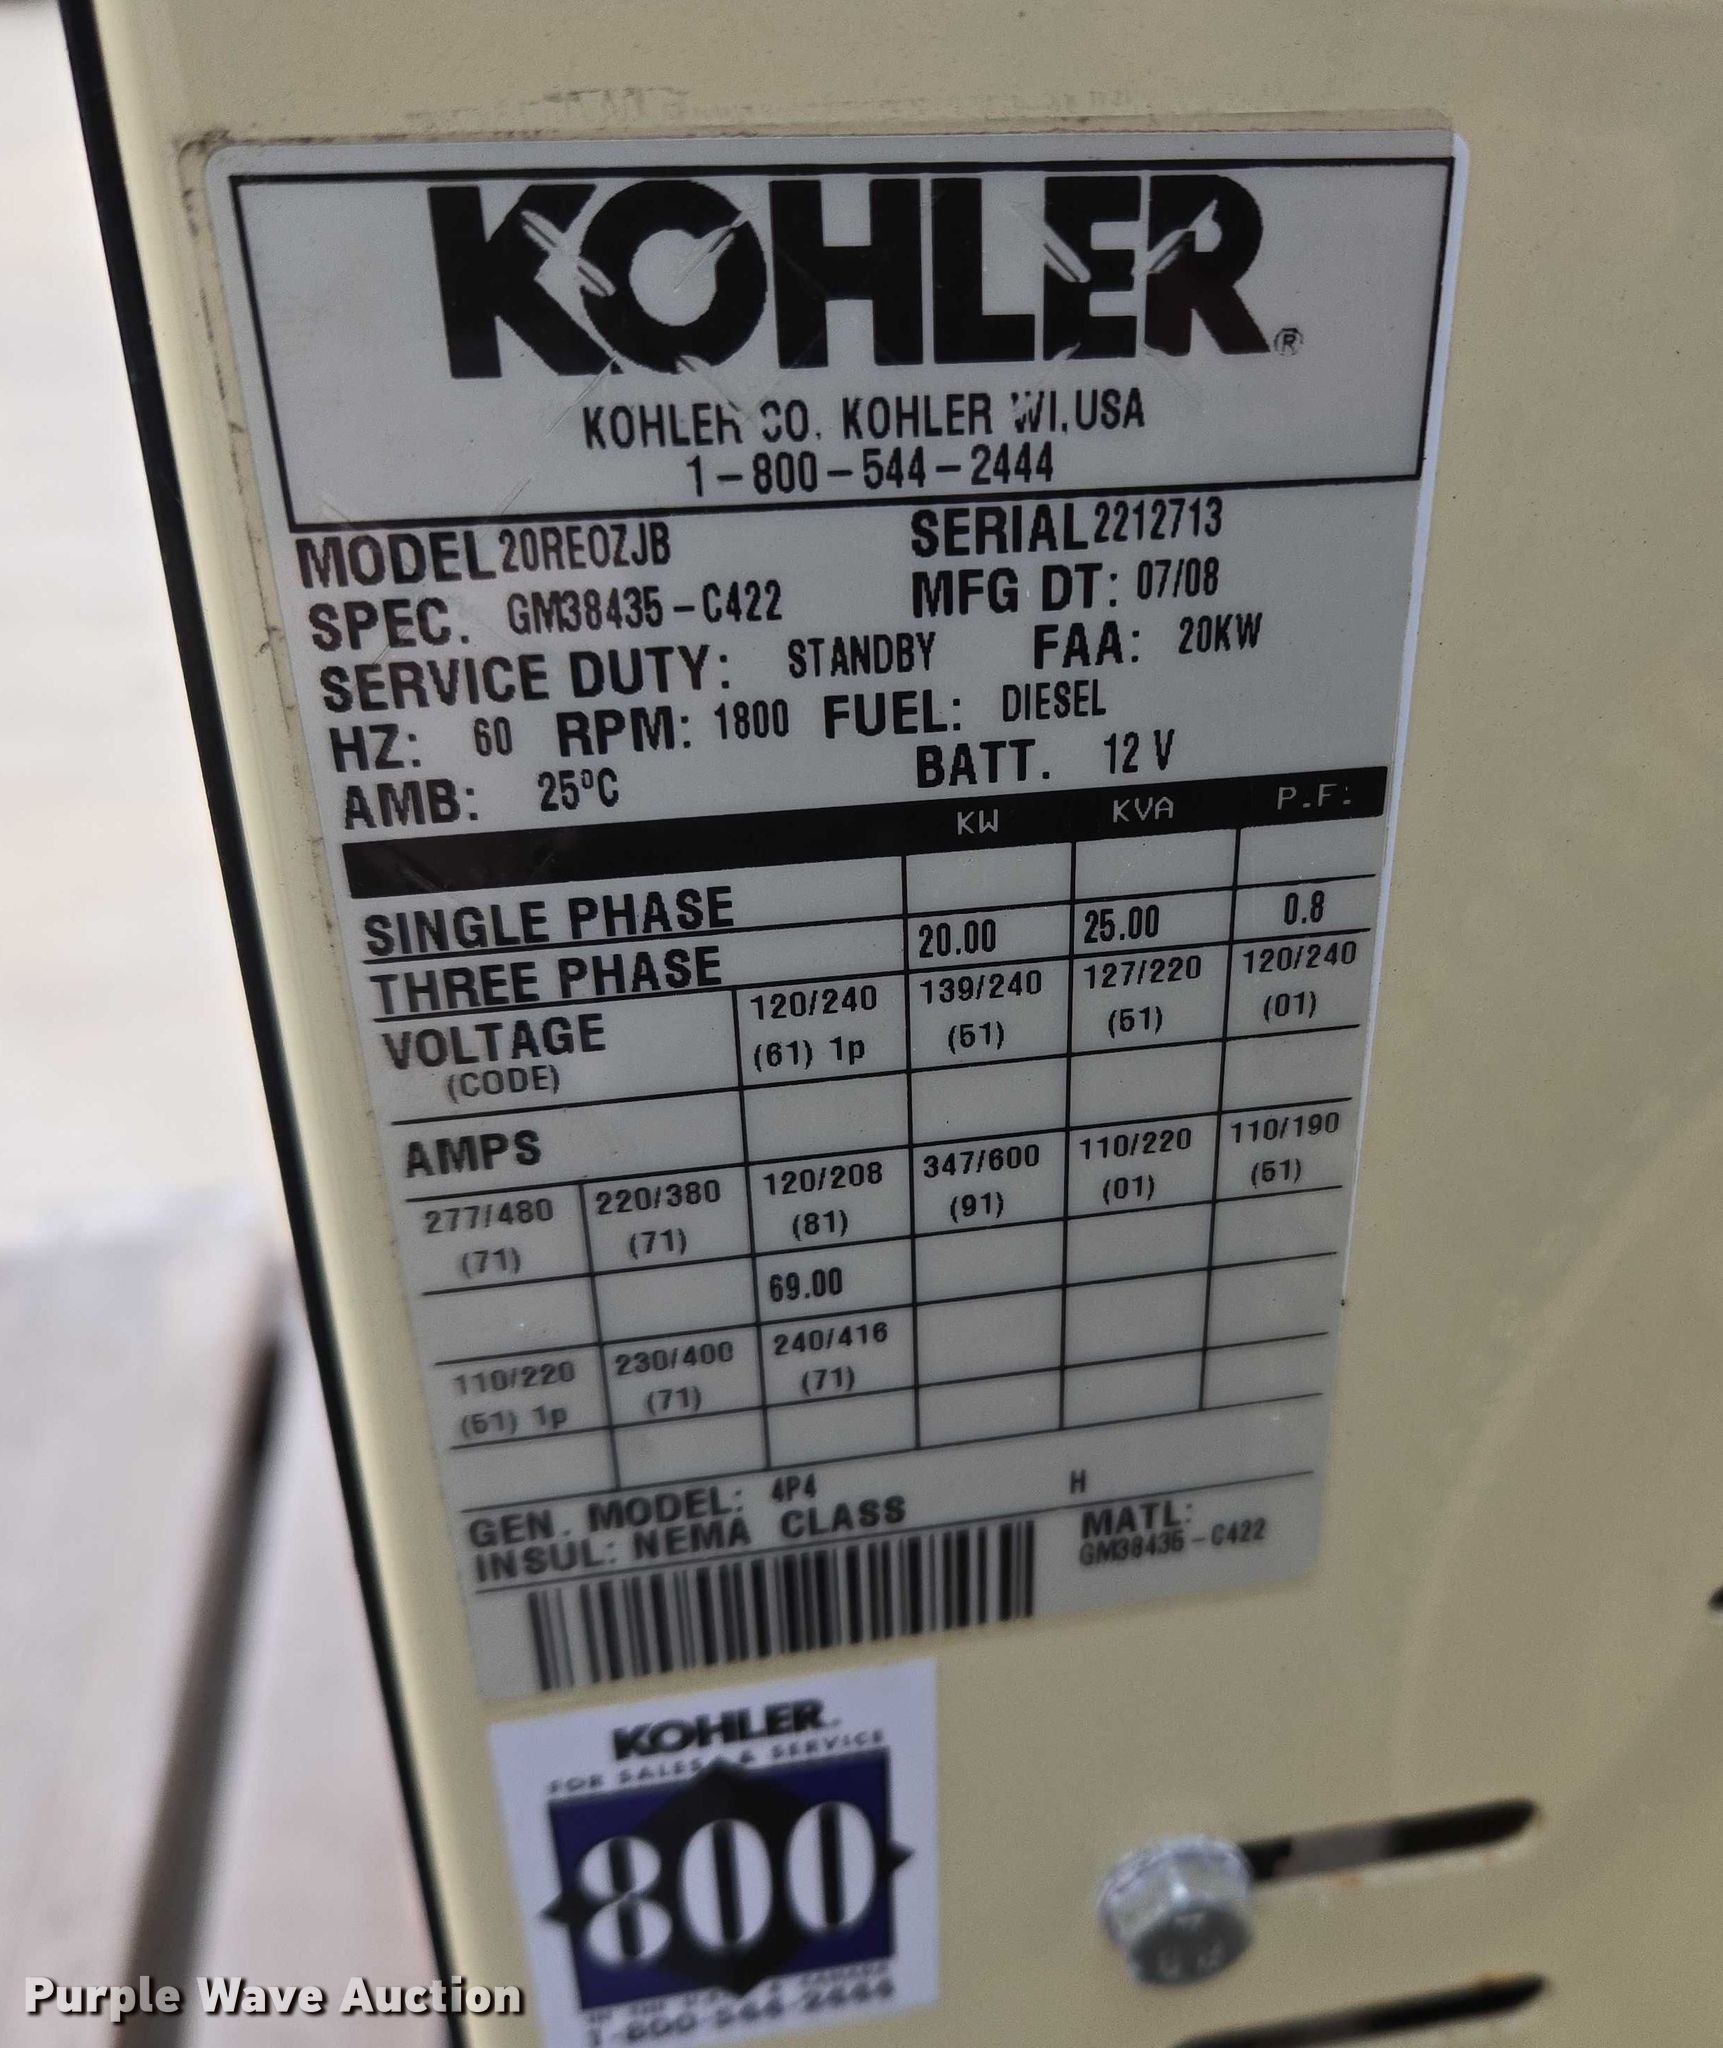 KOHLER®
KOHLER CO. KOHLER WI, USA
1-800-544-2444
MODEL 20REOZJB SERIAL 2212713
SPEC. GM38435-C422 MFG DT: 07/08
SERVICE DUTY: STANDBY FAA: 20KW
HZ: 60 RPM: 1800 FUEL: DIESEL
AMB: 25°C BATT. 12 V
KW KVA P.F:
SINGLE PHASE
THREE PHASE 20.00 25.00 0.8
VOLTAGE 120/240 139/240 127/220 120/240
(CODE) (61) 1p (51) (61) (01)
AMPS
277/480 220/380 120/208 347/600 110/220 110/190
(71) (71) (81) (91) (01) (51)
69.00
110/220 230/400 240/416
(61) 1p (71) (71)
GEN. MODEL: 4P4
INSUL: NEMA CLASS H
MATL:
GM38435-C422
KOHLER
FOR SALES & SERVICE
800
1-800-544-2444
Purple Wave Auction